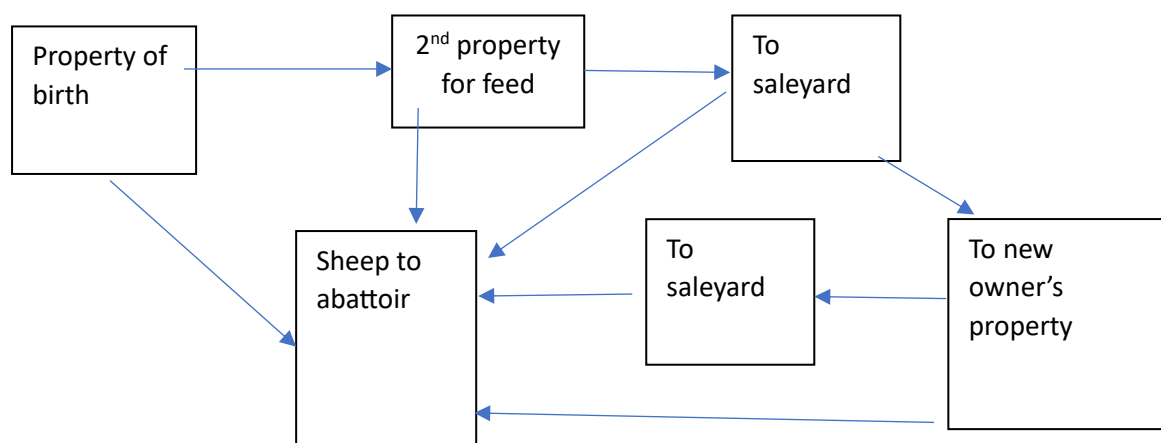 Property of
birth
2nd property
for feed
To
saleyard
Sheep to
abattoir
To
saleyard
To new
owner’s
property